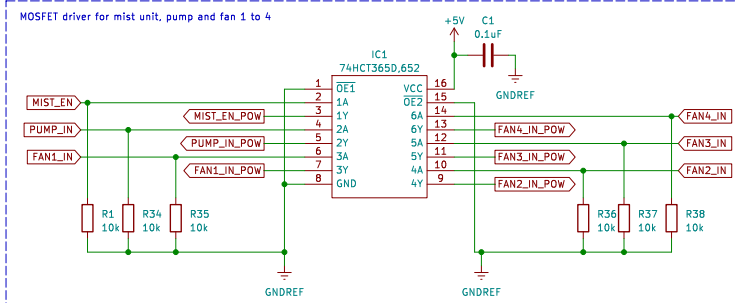 MOSFET driver for mist unit, pump and fan 1 to 4
+5V
C1
0.1uF
GNDREF
IC1
74HCT365D,652
1 OE1 VCC 16
2 1A OE2 15
3 1Y 6A 14
4 2A 6Y 13
5 2Y 5A 12
6 3A 5Y 11
7 3Y 4A 10
8 GND 4Y 9
MIST_EN
MIST_EN_POW
PUMP_IN
PUMP_IN_POW
FAN1_IN
FAN1_IN_POW
FAN4_IN
FAN4_IN_POW
FAN3_IN
FAN3_IN_POW
FAN2_IN
FAN2_IN_POW
R1
10k
R34
10k
R35
10k
R36
10k
R37
10k
R38
10k
GNDREF
GNDREF